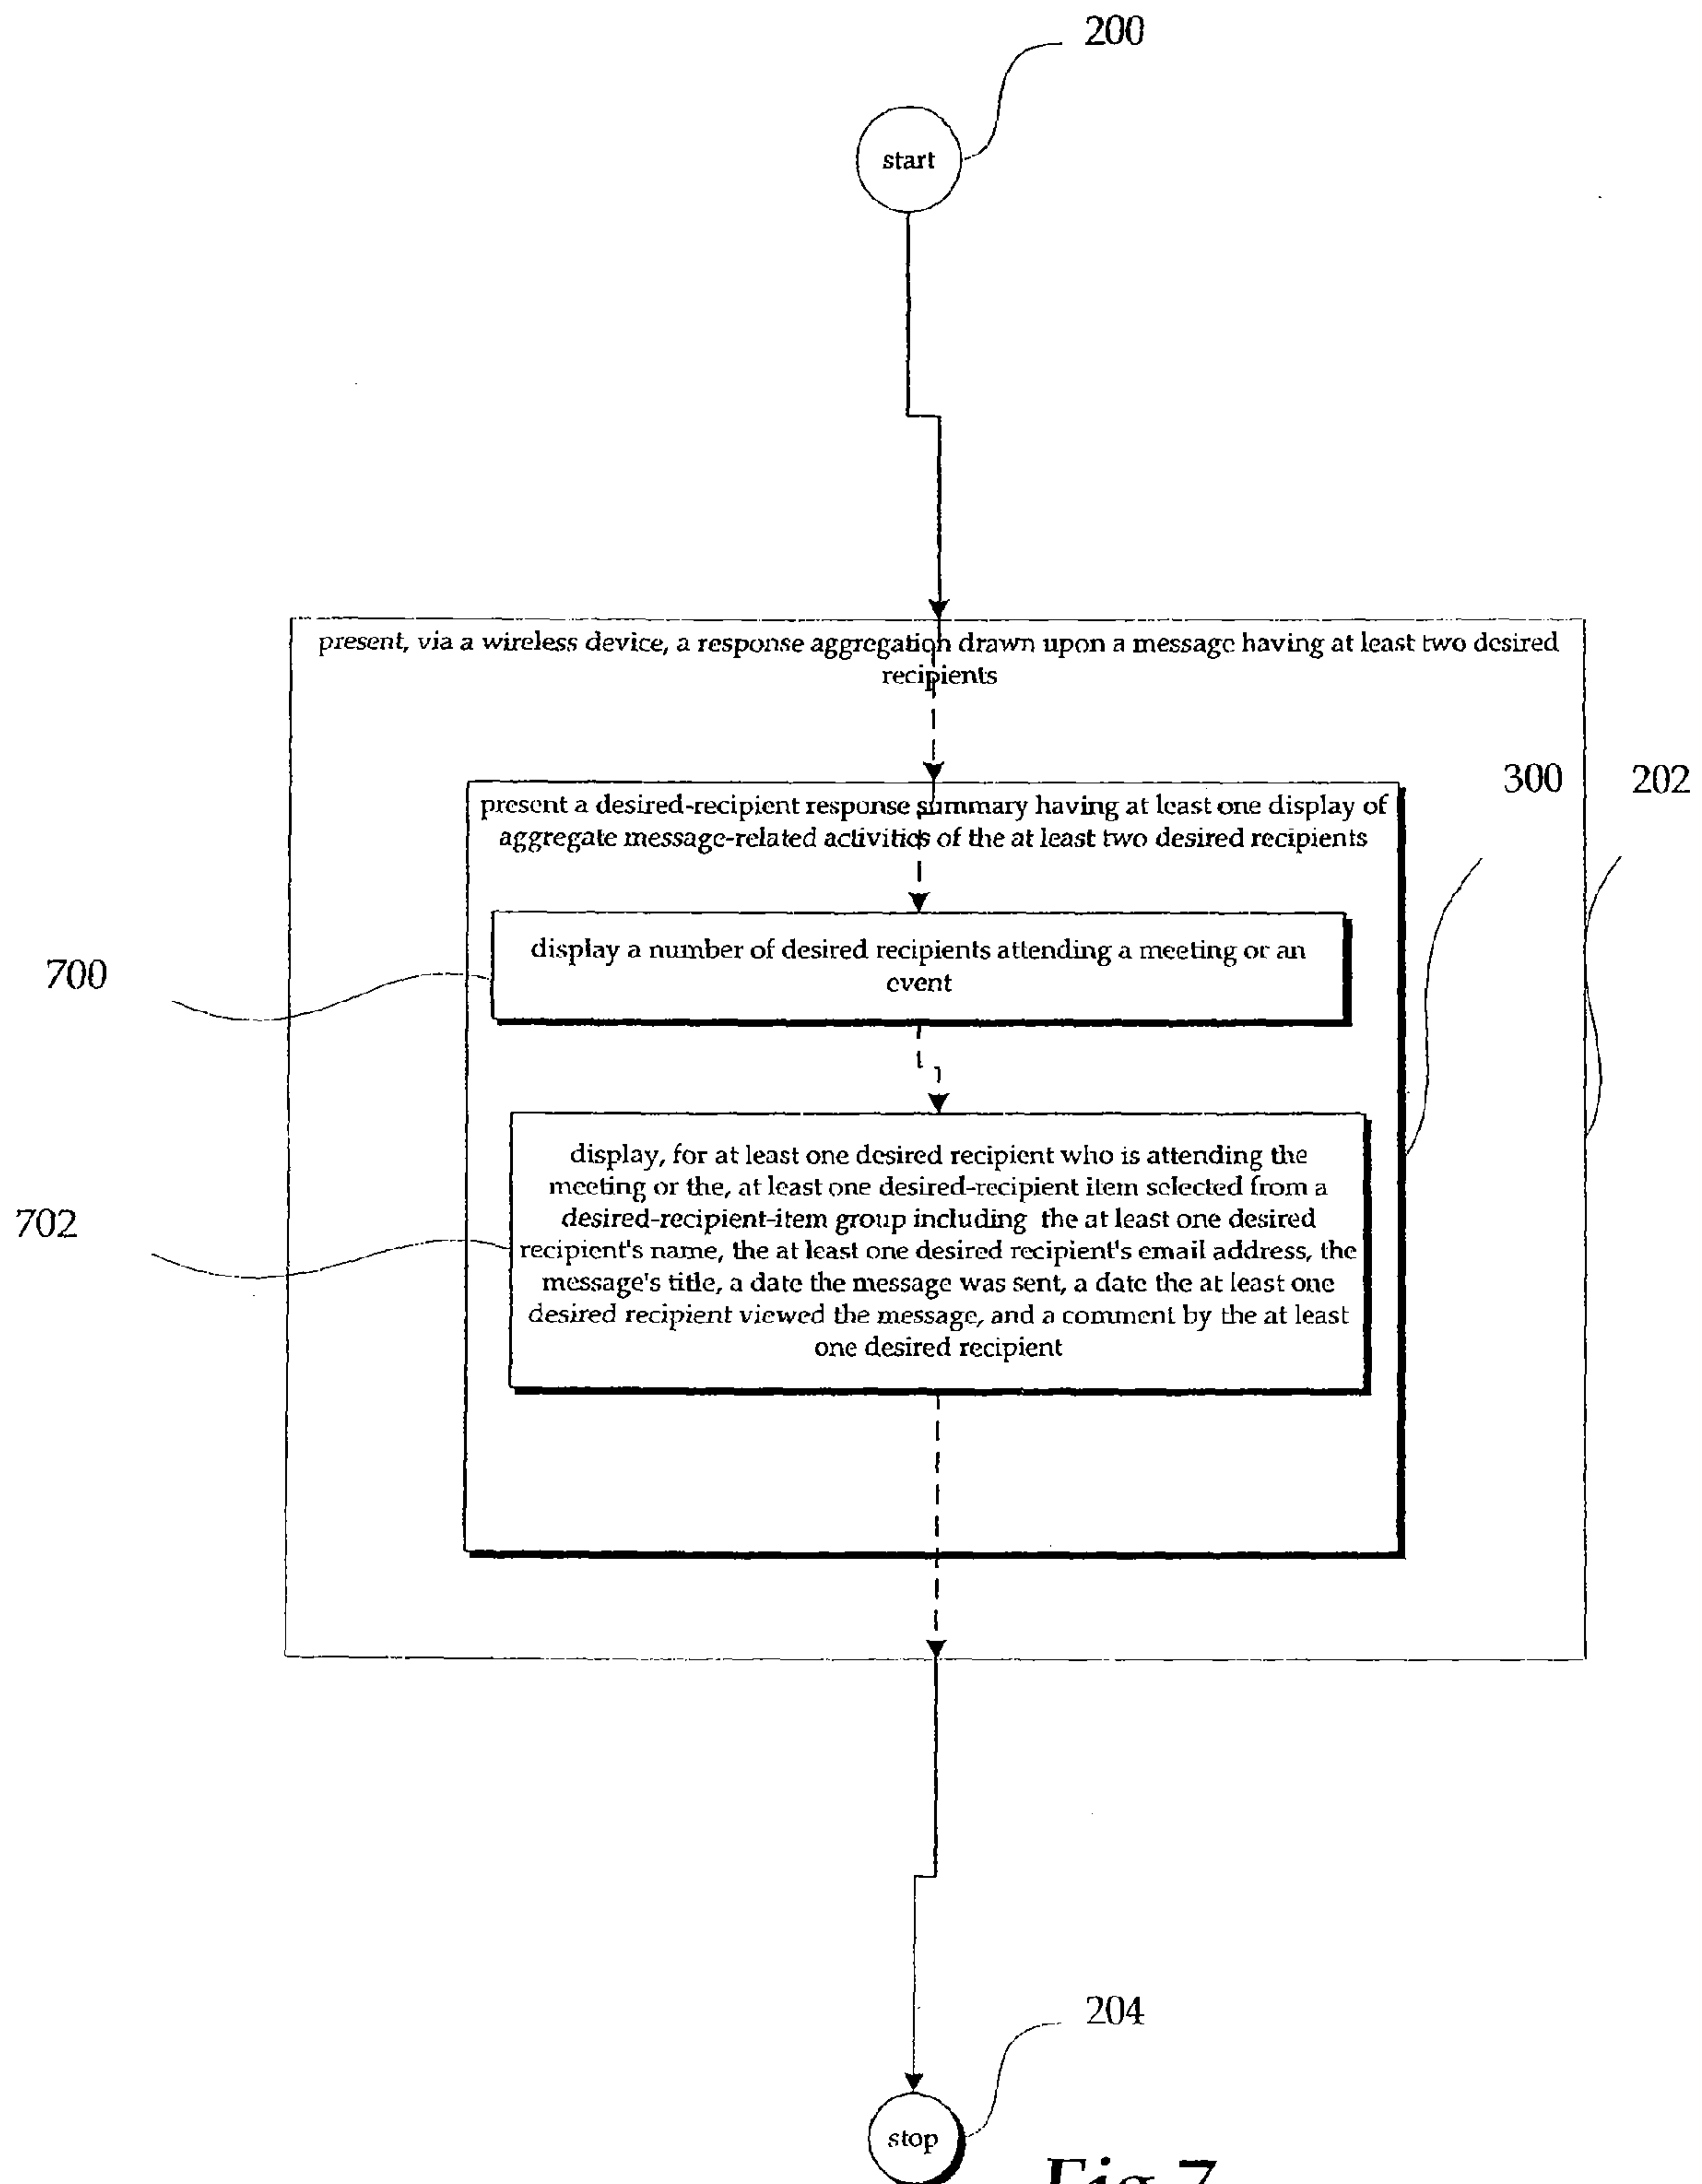 200
start
present, via a wireless device, a response aggregation drawn upon a message having at least two desired
recipients
300
202
present a desired-recipient response summary having at least one display of
aggregate message-related activities of the at least two desired recipients
700
display a number of desired recipients attending a meeting or an
event
702
display, for at least one desired recipient who is attending the
meeting or the, at least one desired-recipient item selected from a
desired-recipient-item group including the at least one desired
recipient's name, the at least one desired recipient's email address, the
message's title, a date the message was sent, a date the at least one
desired recipient viewed the message, and a comment by the at least
one desired recipient
204
stop
Fig 7